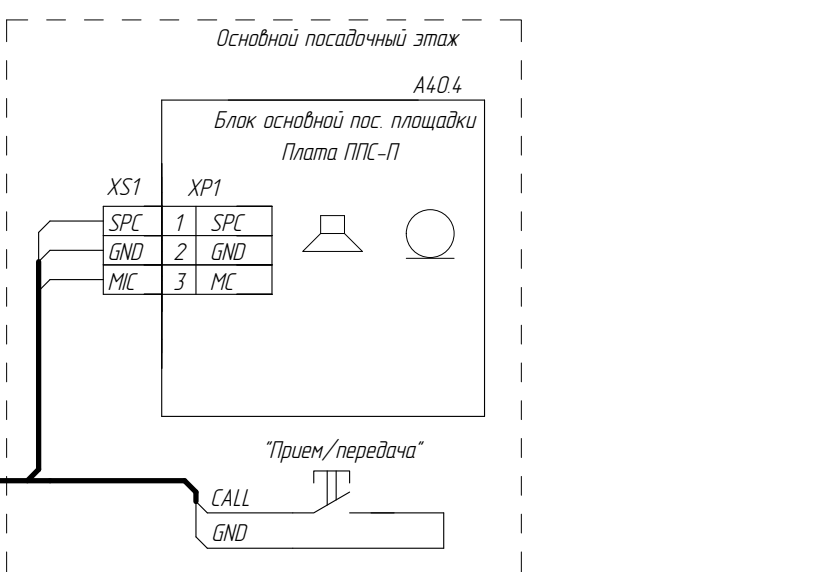 Основной посадочный этаж
A40.4
Блок основной пос. площадки
Плата ППС-П
XS1 XP1
SPC 1 SPC
GND 2 GND
MIC 3 MC
"Прием/передача"
CALL
GND